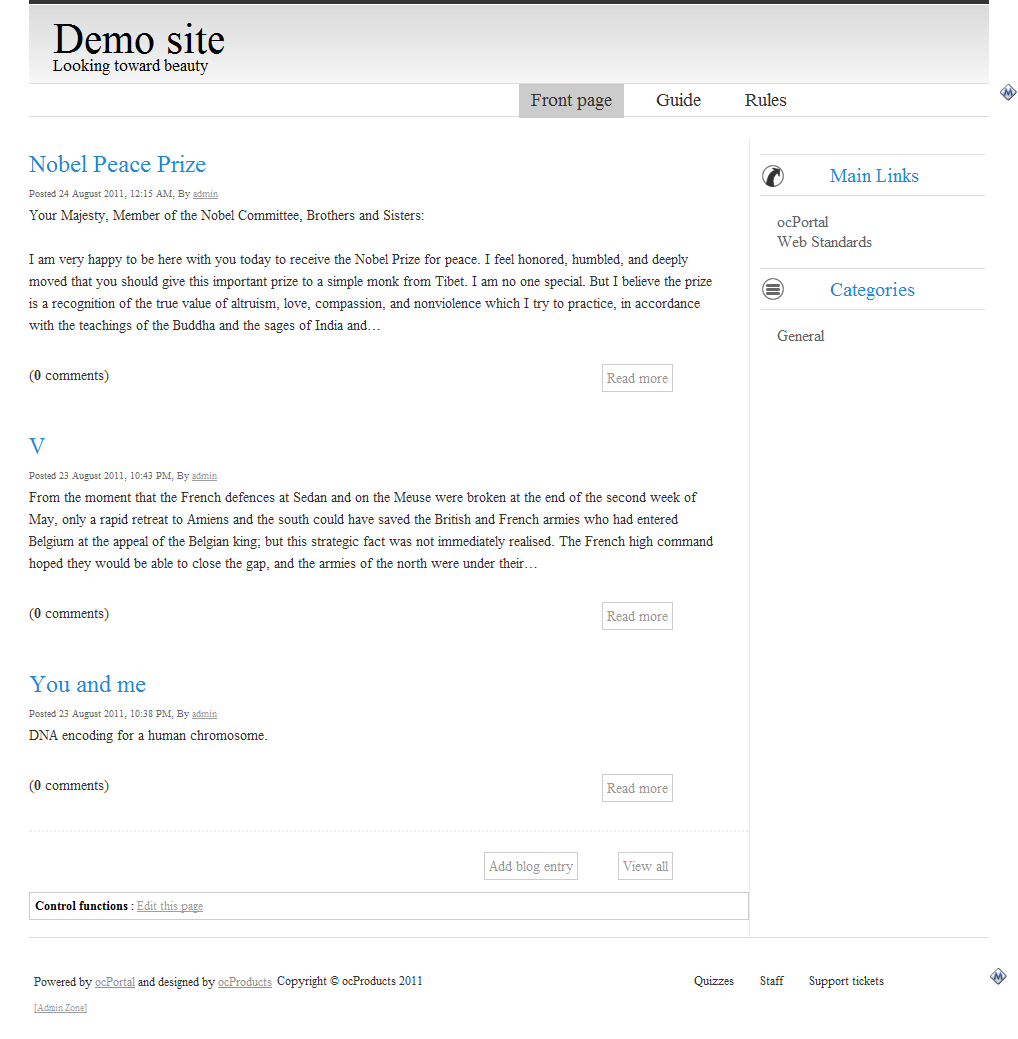 Demo site
Looking toward beauty
Front page
Guide
Rules
M
Nobel Peace Prize
Posted 24 August 2011, 12:15 AM, By admin
Your Majesty, Member of the Nobel Committee, Brothers and Sisters:
I am very happy to be here with you today to receive the Nobel Prize for peace. I feel honored, humbled, and deeply
moved that you should give this important prize to a simple monk from Tibet. I am no one special. But I believe the prize
is a recognition of the true value of altruism, love, compassion, and nonviolence which I try to practice, in accordance
with the teachings of the Buddha and the sages of India and…
(0 comments)
Read more
V
Posted 23 August 2011, 10:43 PM, By admin
From the moment that the French defences at Sedan and on the Meuse were broken at the end of the second week of
May, only a rapid retreat to Amiens and the south could have saved the British and French armies who had entered
Belgium at the appeal of the Belgian king; but this strategic fact was not immediately realised. The French high command
hoped they would be able to close the gap, and the armies of the north were under their…
(0 comments)
Read more
You and me
Posted 23 August 2011, 10:38 PM, By admin
DNA encoding for a human chromosome.
(0 comments)
Read more
Add blog entry
View all
Control functions : Edit this page
Main Links
ocPortal
Web Standards
Categories
General
Powered by ocPortal and designed by ocProducts Copyright © ocProducts 2011
[Admin Zone]
Quizzes
Staff
Support tickets
M